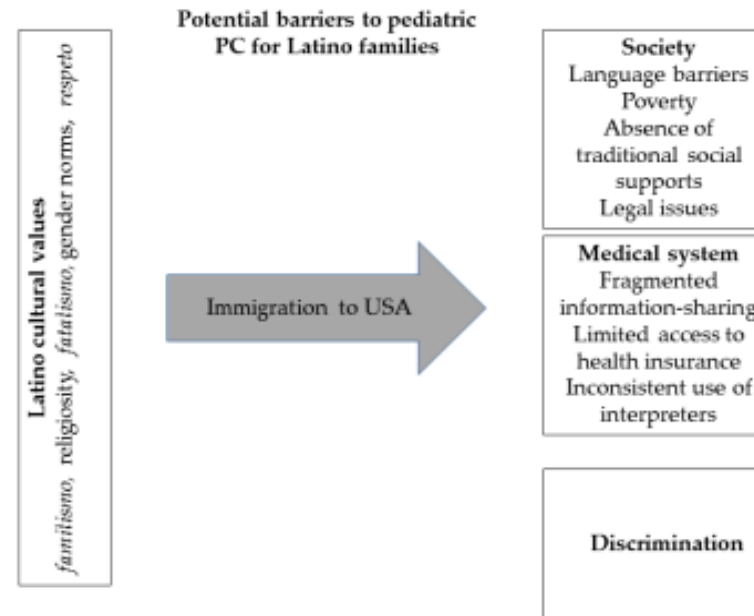 Potential barriers to pediatric
PC for Latino families
Latino cultural values
familismo, religiosity, fatalismo, gender norms, respeto
Immigration to USA
Society
Language barriers
Poverty
Absence of
traditional social
supports
Legal issues
Medical system
Fragmented
information-sharing
Limited access to
health insurance
Inconsistent use of
interpreters
Discrimination